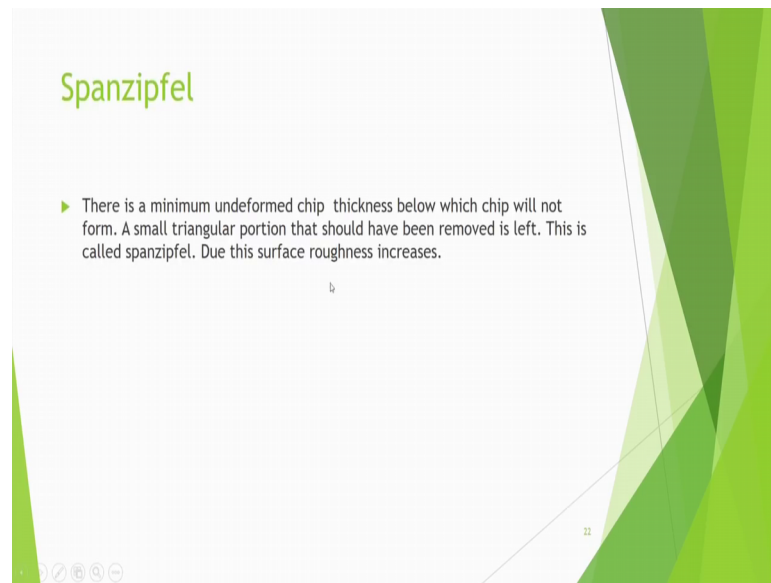 Spanzipfel
There is a minimum undeformed chip thickness below which chip will not
form. A small triangular portion that should have been removed is left. This is
called spanzipfel. Due this surface roughness increases.
22